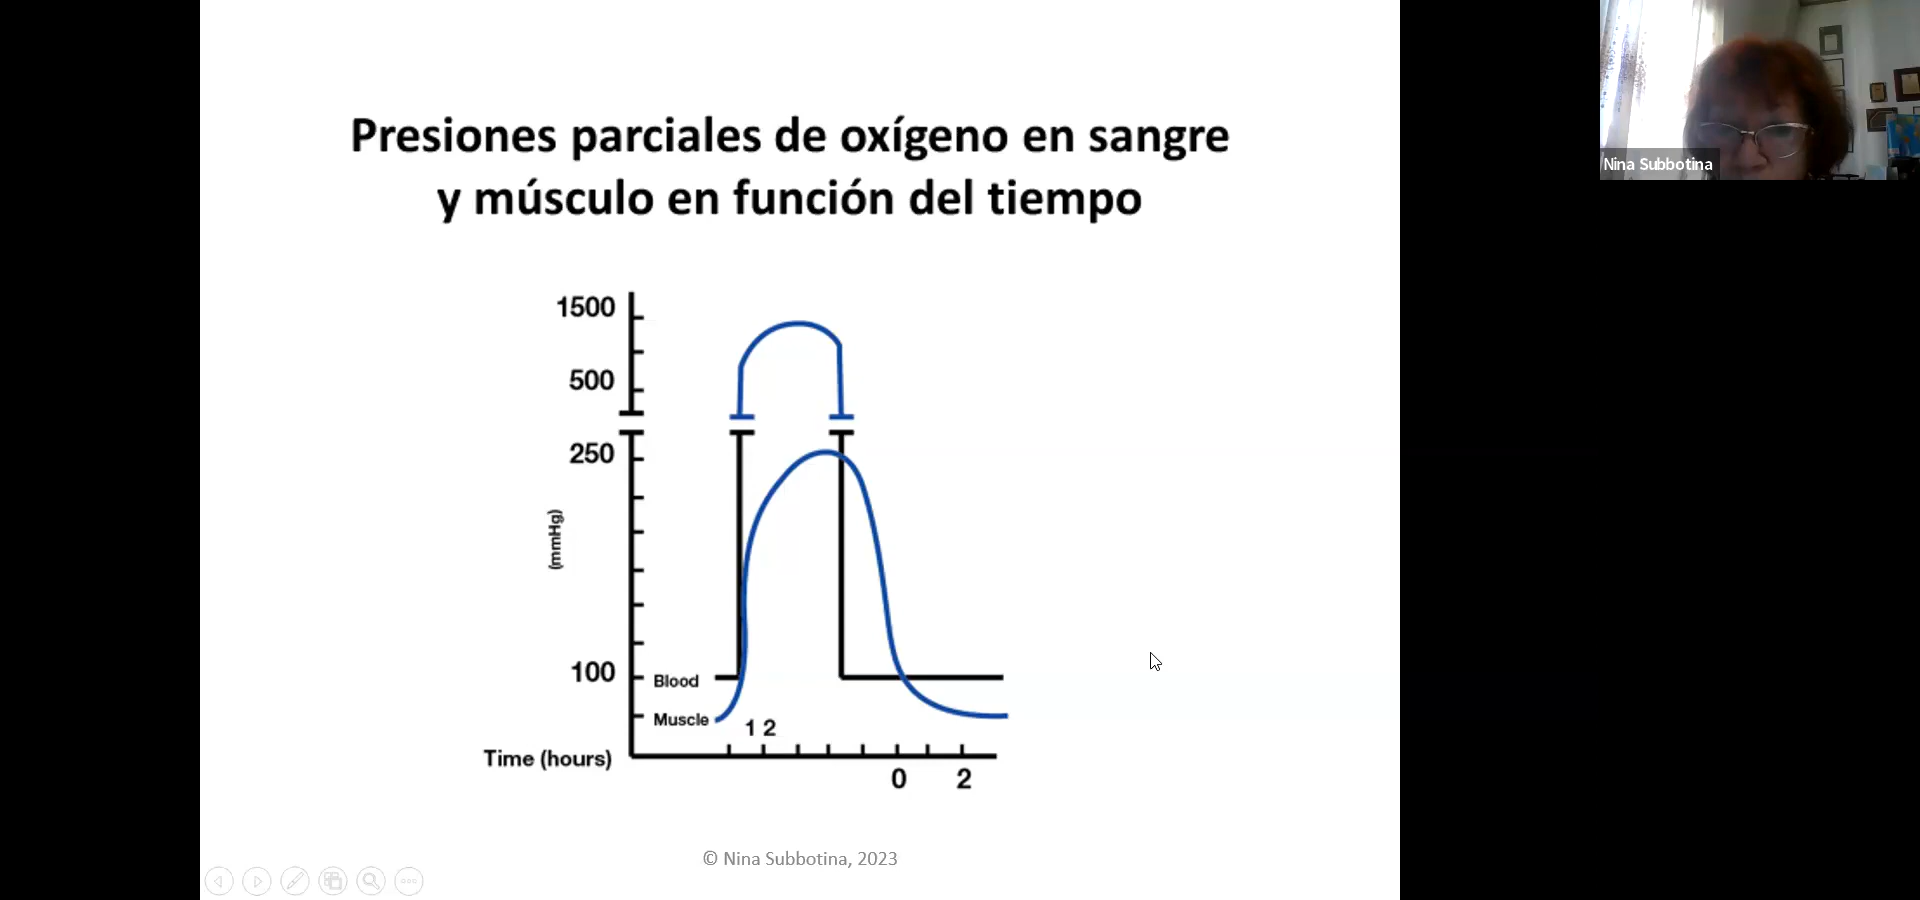 Presiones parciales de oxígeno en sangre
y músculo en función del tiempo
1500
500
250
(mmHg)
100
Blood
Muscle
1 2
Time (hours)
0 2
© Nina Subbotina, 2023
Nina Subbotina